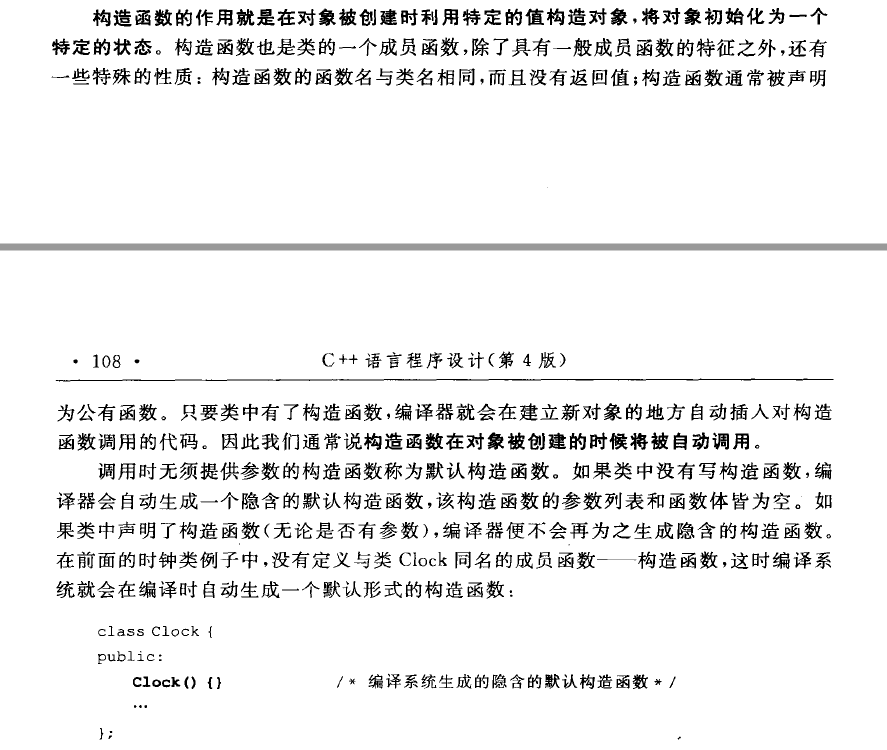 构造函数的作用就是在对象被创建时利用特定的值构造对象,将对象初始化为一个
特定的状态。构造函数也是类的一个成员函数,除了具有一般成员函数的特征之外,还有
一些特殊的性质:构造函数的函数名与类名相同,而且没有返回值;构造函数通常被声明
· 108 · C++语言程序设计(第4版)
为公有函数。只要类中有了构造函数,编译器就会在建立新对象的地方自动插入对构造
函数调用的代码。因此我们通常说构造函数在对象被创建的时候将被自动调用。
调用时无须提供参数的构造函数称为默认构造函数。如果类中没有写构造函数,编
译器会自动生成一个隐含的默认构造函数,该构造函数的参数列表和函数体皆为空。如
果类中声明了构造函数(无论是否有参数),编译器便不会再为之生成隐含的构造函数。
在前面的时钟类例子中,没有定义与类 Clock 同名的成员函数——构造函数,这时编译系
统就会在编译时自动生成一个默认形式的构造函数:
class Clock {
public:
Clock() {} /* 编译系统生成的隐含的默认构造函数 */
…
};